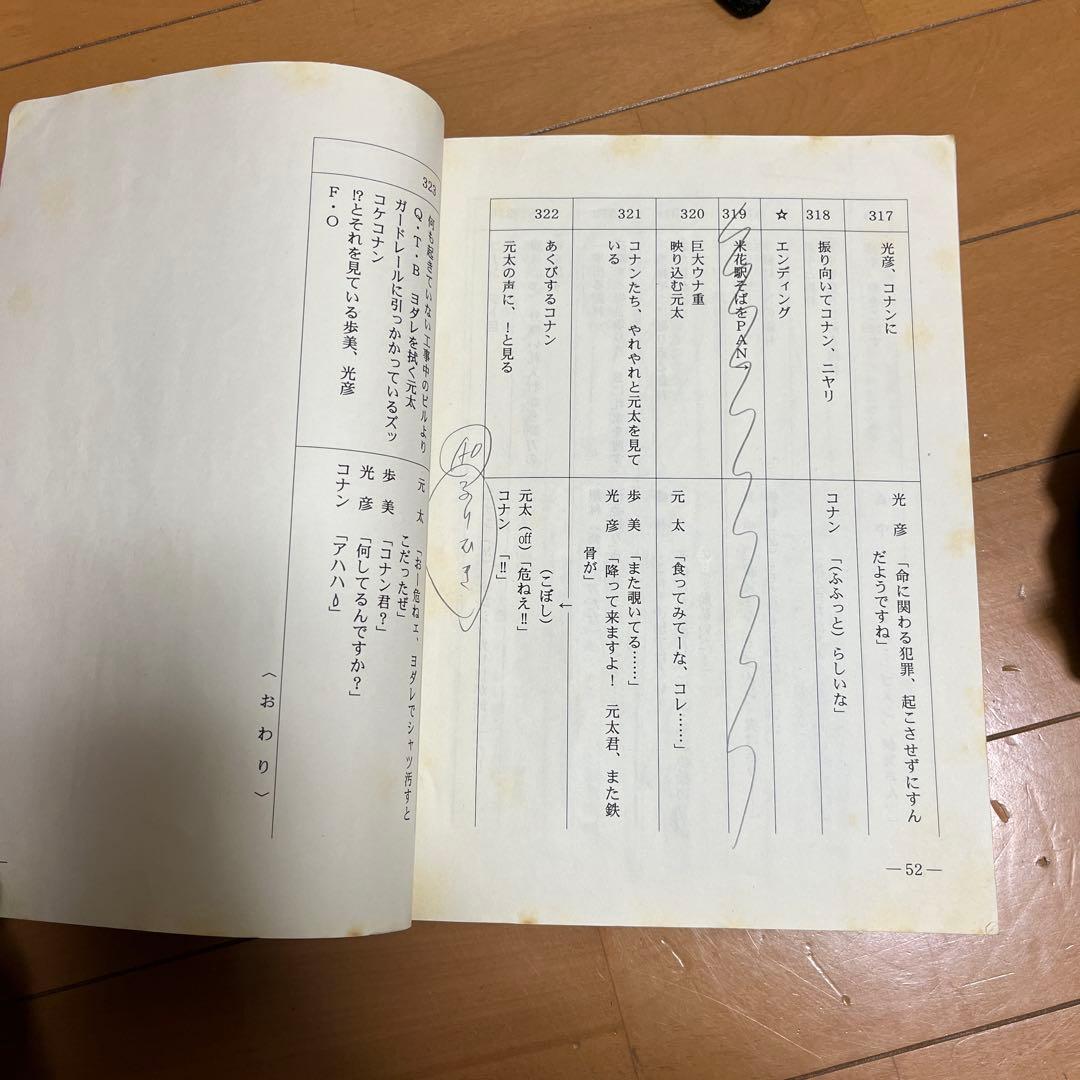 317
光彦、コナンに
光　彦　「命に関わる犯罪、起こさせずにすん
だようですね」
318
振り向いてコナン、ニヤリ
コナン　「（ふふっと）らしいな」
☆
エンディング
319
米花駅そばをＰＡＮ、
320
巨大ウナ重
映り込む元太
元　太　「食ってみてーな、コレ……」
321
コナンたち、やれやれと元太を見て
いる
歩　美　「また覗いてる……」
光　彦　「降って来ますよ！　元太君、また鉄
骨が」
322
あくびするコナン
元太の声に、！と見る
（こぼし）
←
元太（off）「危ねえ!!」
コナン　「!!」
—52—
323
何も起きていない工事中のビルより
Ｑ・Ｔ・Ｂ　ヨダレを拭く元太
ガードレールに引っかかっているズッ
コケコナン
!?とそれを見ている歩美、光彦
Ｆ・Ｏ
元　太　「おー危ねェ、ヨダレでシャツ汚すと
こだったぜ」
歩　美　「コナン君？」
光　彦　「何してるんですか？」
コナン　「アハハ」
〈おわり〉